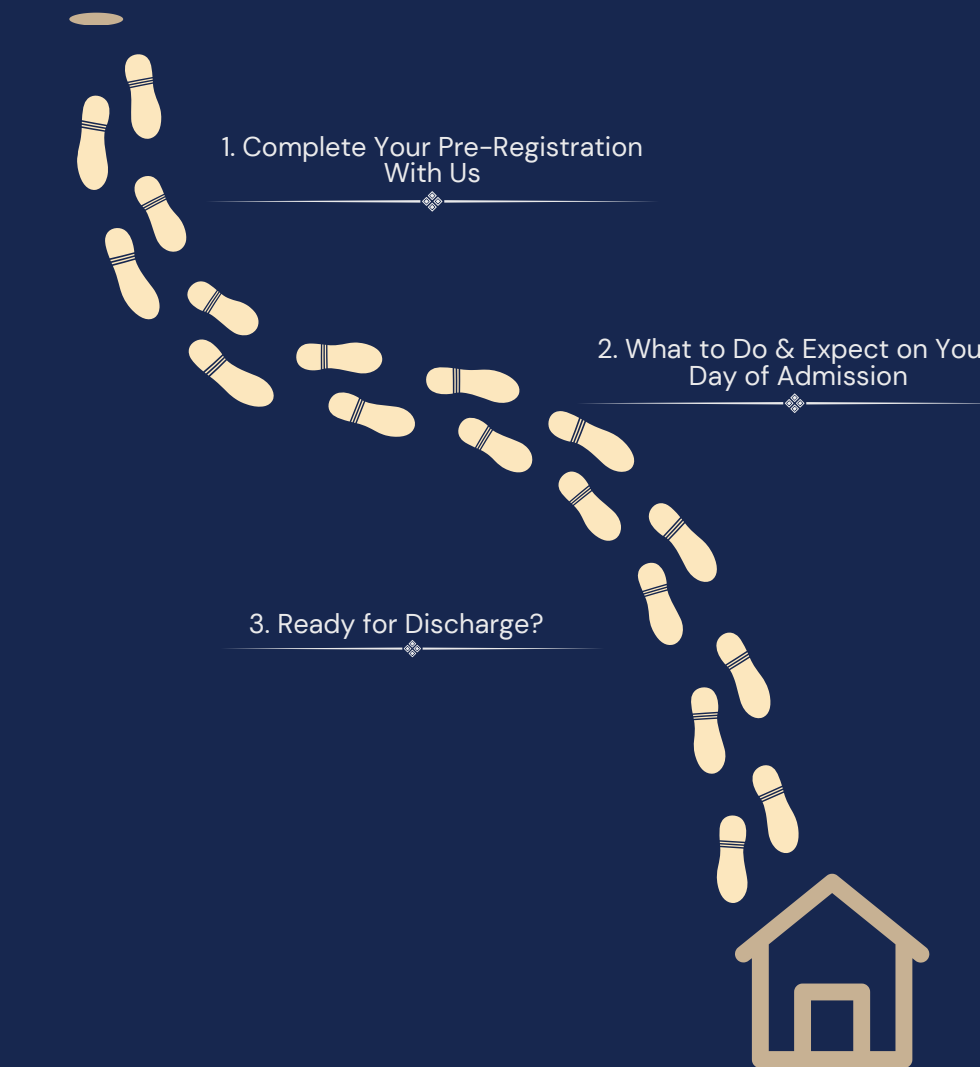 1. Complete Your Pre-Registration
With Us
2. What to Do & Expect on You
Day of Admission
3. Ready for Discharge?